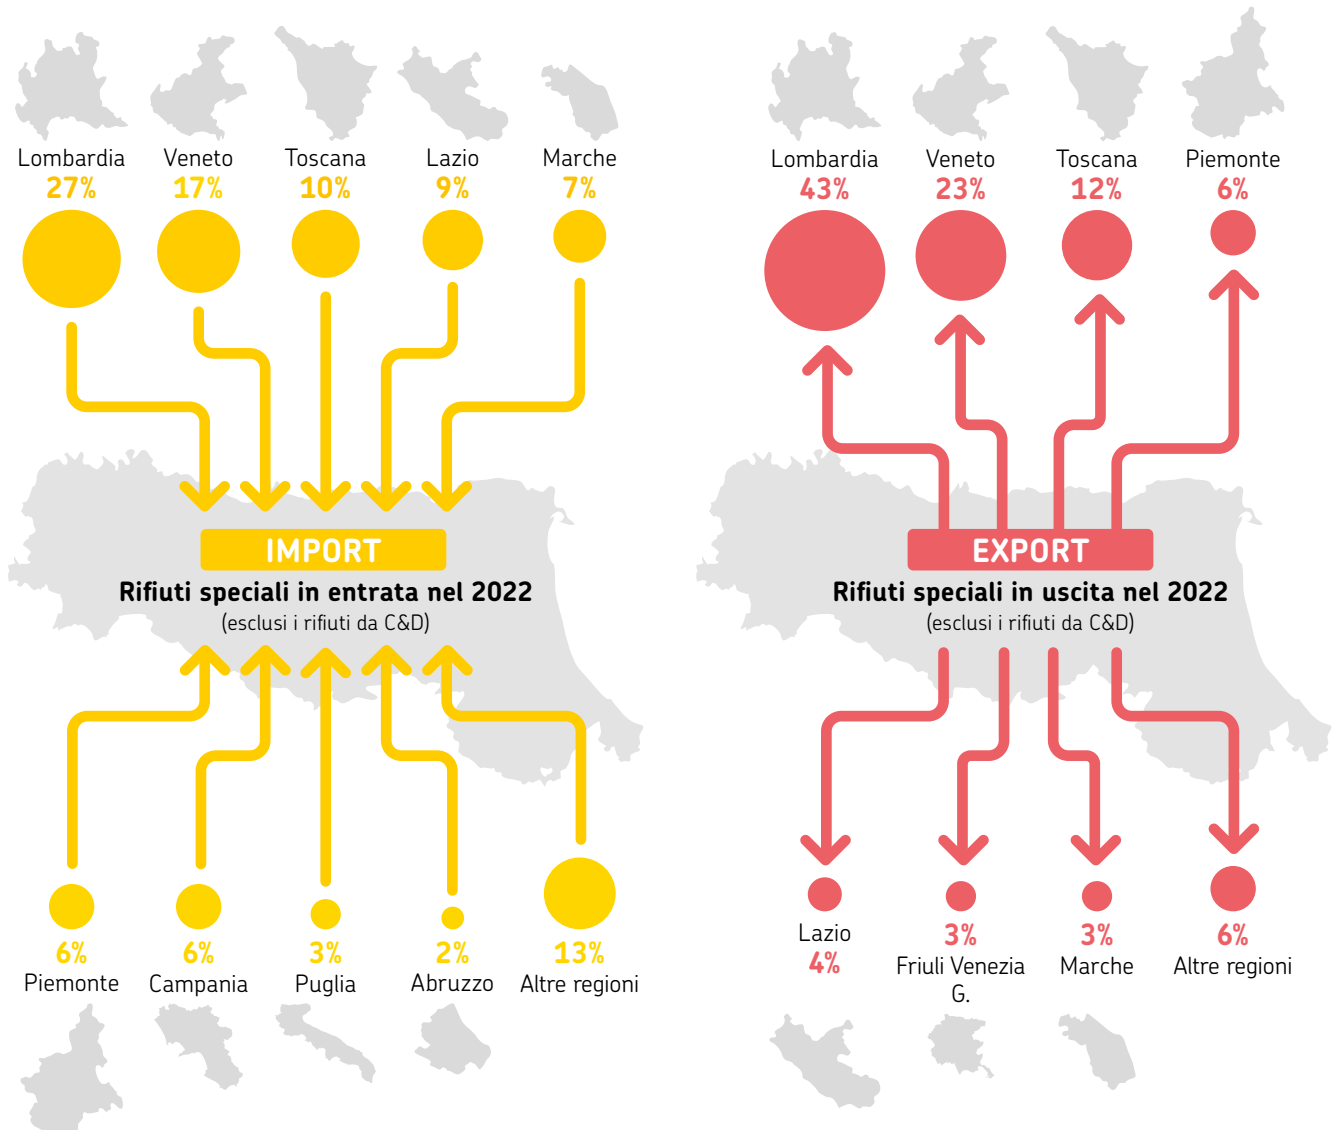 Lombardia
27%
Veneto
17%
Toscana
10%
Lazio
9%
Marche
7%
IMPORT
Rifiuti speciali in entrata nel 2022
(esclusi i rifiuti da C&D)
6%
Piemonte
6%
Campania
3%
Puglia
2%
Abruzzo
13%
Altre regioni
Lombardia
43%
Veneto
23%
Toscana
12%
Piemonte
6%
EXPORT
Rifiuti speciali in uscita nel 2022
(esclusi i rifiuti da C&D)
Lazio
4%
3%
Friuli Venezia
G.
3%
Marche
6%
Altre regioni